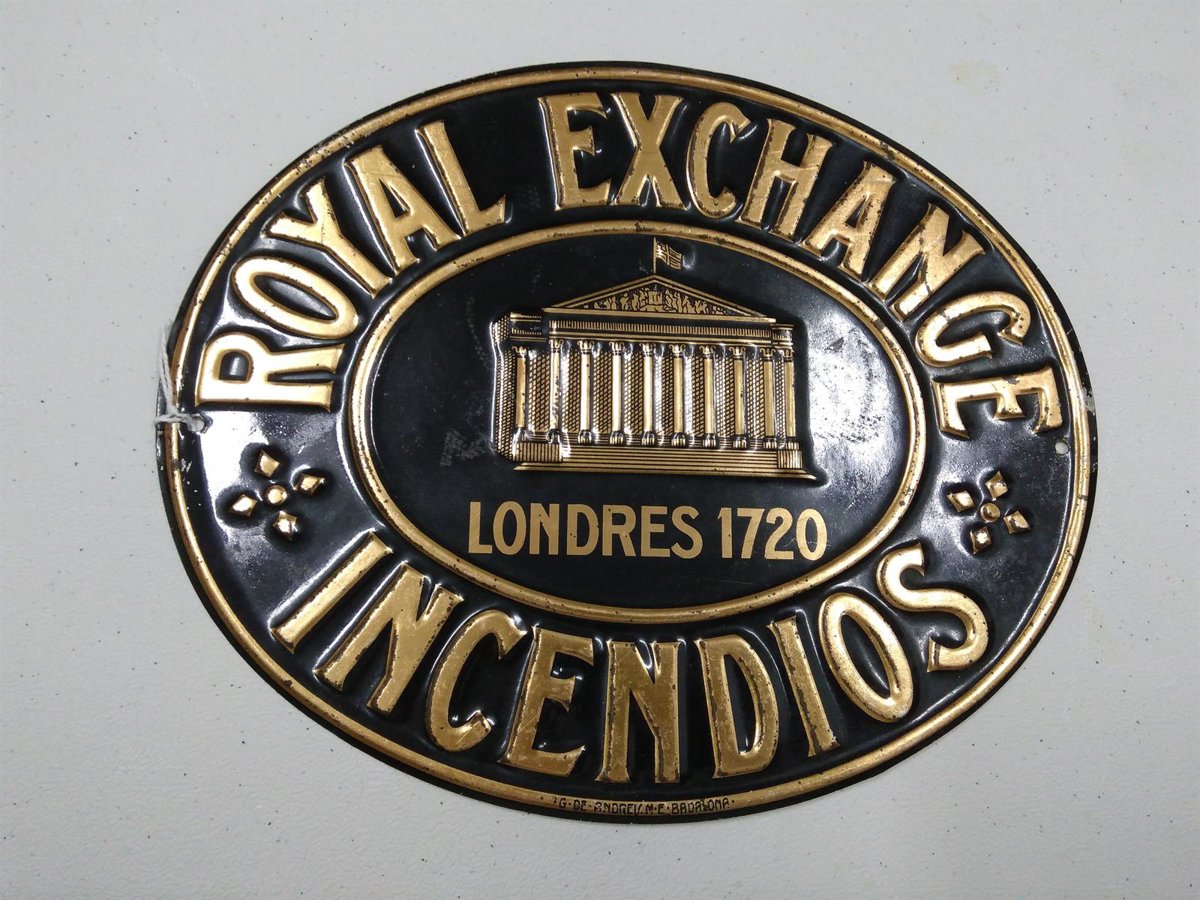 ROYAL EXCHANGE
LONDRES 1720
INCENDIOS
G. DE ANDREIS M.E. BADALONA.